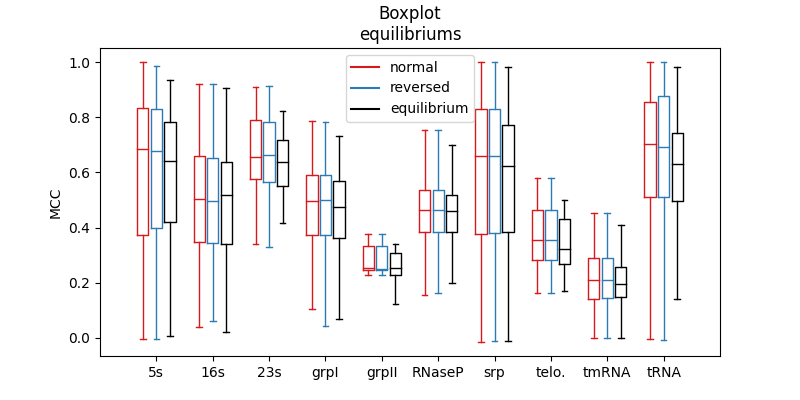 Boxplot
equilibriums
normal
reversed
equilibrium
MCC
1.0
0.8
0.6
0.4
0.2
0.0
5s 16s 23s grpI grpII RNaseP srp telo. tmRNA tRNA